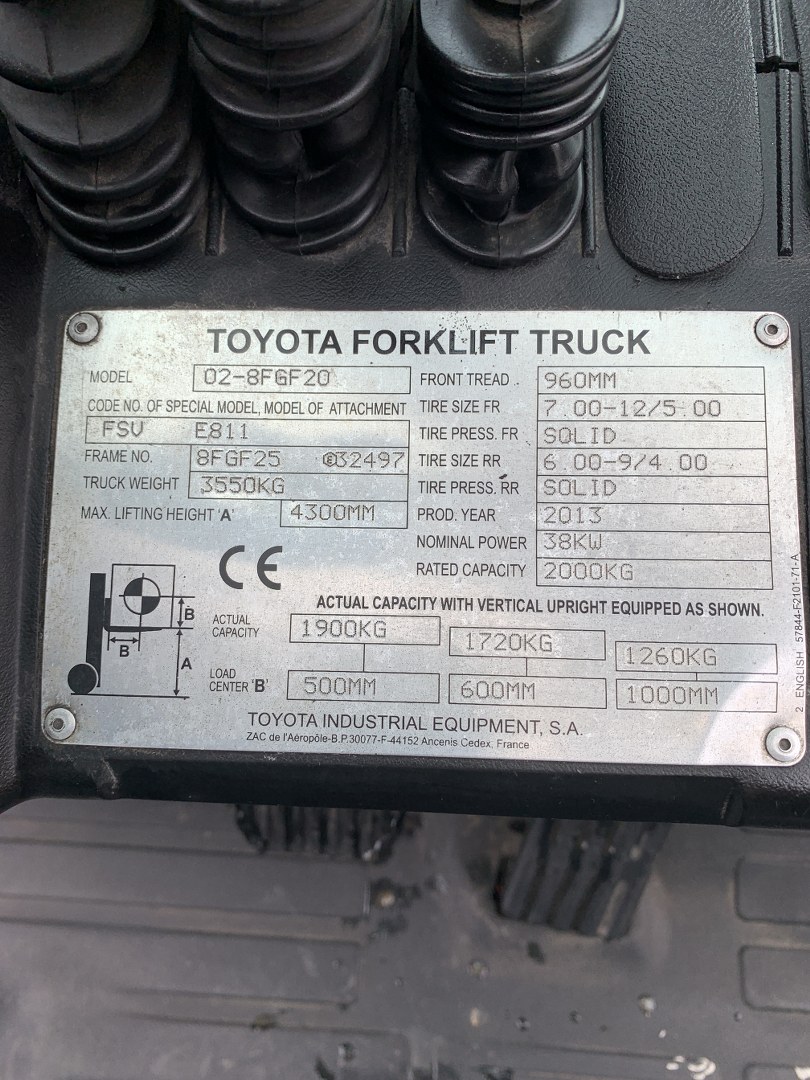 TOYOTA FORKLIFT TRUCK
MODEL 02-8FGF20
CODE NO. OF SPECIAL MODEL, MODEL OF ATTACHMENT
FSV E811
FRAME NO. 8FGF25 Ⓔ32497
TRUCK WEIGHT 3550KG
MAX. LIFTING HEIGHT 'A' 4300MM
FRONT TREAD 960MM
TIRE SIZE FR 7.00-12/5.00
TIRE PRESS. FR SOLID
TIRE SIZE RR 6.00-9/4.00
TIRE PRESS. RR SOLID
PROD. YEAR 2013
NOMINAL POWER 38KW
RATED CAPACITY 2000KG
CE
B
B
A
ACTUAL CAPACITY WITH VERTICAL UPRIGHT EQUIPPED AS SHOWN.
ACTUAL
CAPACITY 1900KG 1720KG 1260KG
LOAD
CENTER 'B' 500MM 600MM 1000MM
TOYOTA INDUSTRIAL EQUIPMENT, S.A.
ZAC de l'Aéropôle-B.P.30077-F-44152 Ancenis Cedex, France
2 ENGLISH 57844-F2101-71-A